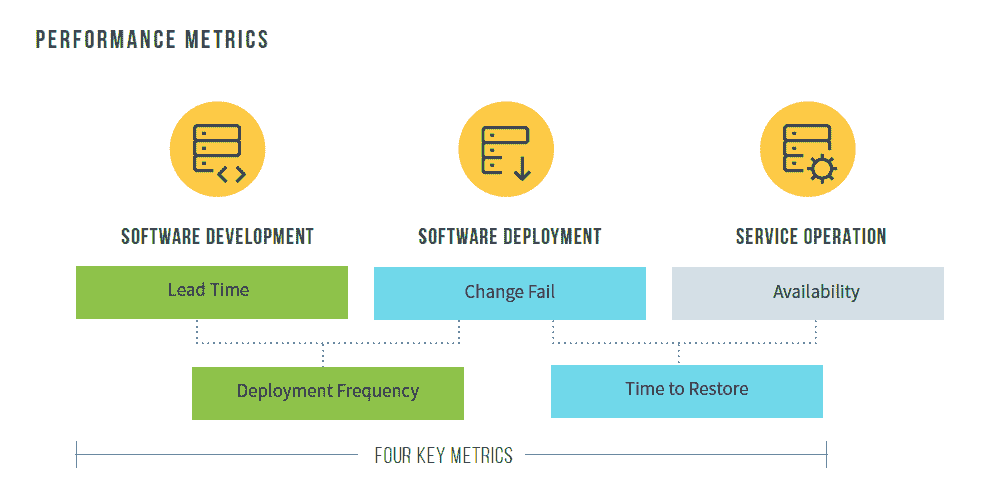 PERFORMANCE METRICS
SOFTWARE DEVELOPMENT
SOFTWARE DEPLOYMENT
SERVICE OPERATION
Lead Time
Change Fail
Availability
Deployment Frequency
Time to Restore
FOUR KEY METRICS